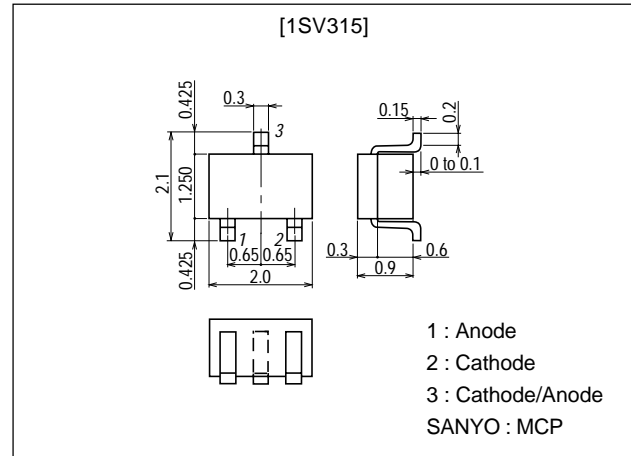 [1SV315]
0.425
0.3
3
0.15
0.2
2.1
1.250
0 to 0.1
1
2
0.65 0.65
0.425
2.0
0.3
0.6
0.9
1 : Anode
2 : Cathode
3 : Cathode/Anode
SANYO : MCP